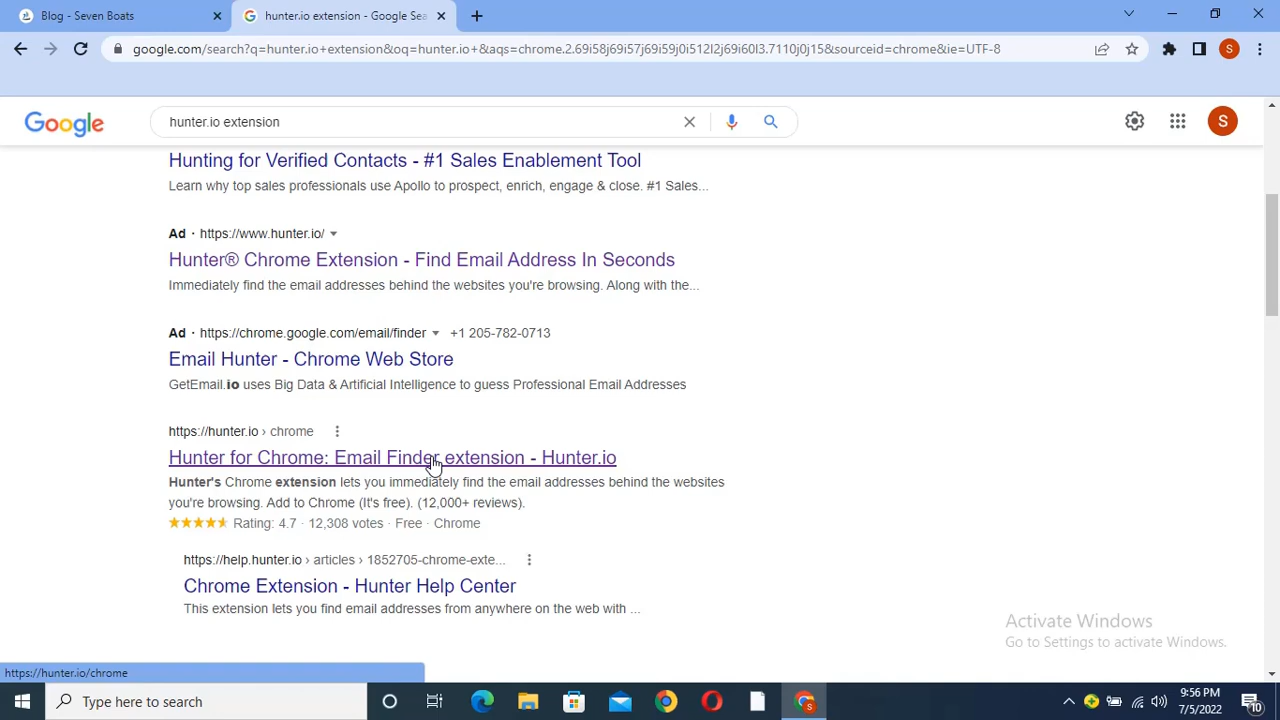 Blog - Seven Boats
hunter.io extension - Google Sea
google.com/search?q=hunter.io+extension&oq=hunter.io+&aqs=chrome.2.69i58j69i57j69i59j0i512l2j69i60l3.7110j0j15&sourceid=chrome&ie=UTF-8
S
Google
hunter.io extension
S
Hunting for Verified Contacts - #1 Sales Enablement Tool
Learn why top sales professionals use Apollo to prospect, enrich, engage & close. #1 Sales...
Ad · https://www.hunter.io/
Hunter® Chrome Extension - Find Email Address In Seconds
Immediately find the email addresses behind the websites you're browsing. Along with the...
Ad · https://chrome.google.com/email/finder +1 205-782-0713
Email Hunter - Chrome Web Store
GetEmail.io uses Big Data & Artificial Intelligence to guess Professional Email Addresses
https://hunter.io › chrome
Hunter for Chrome: Email Finder extension - Hunter.io
Hunter's Chrome extension lets you immediately find the email addresses behind the websites
you're browsing. Add to Chrome (It's free). (12,000+ reviews).
Rating: 4.7 · 12,308 votes · Free · Chrome
https://help.hunter.io › articles › 1852705-chrome-exte...
Chrome Extension - Hunter Help Center
This extension lets you find email addresses from anywhere on the web with ...
Activate Windows
Go to Settings to activate Windows.
https://hunter.io/chrome
Type here to search
9:56 PM
7/5/2022
10